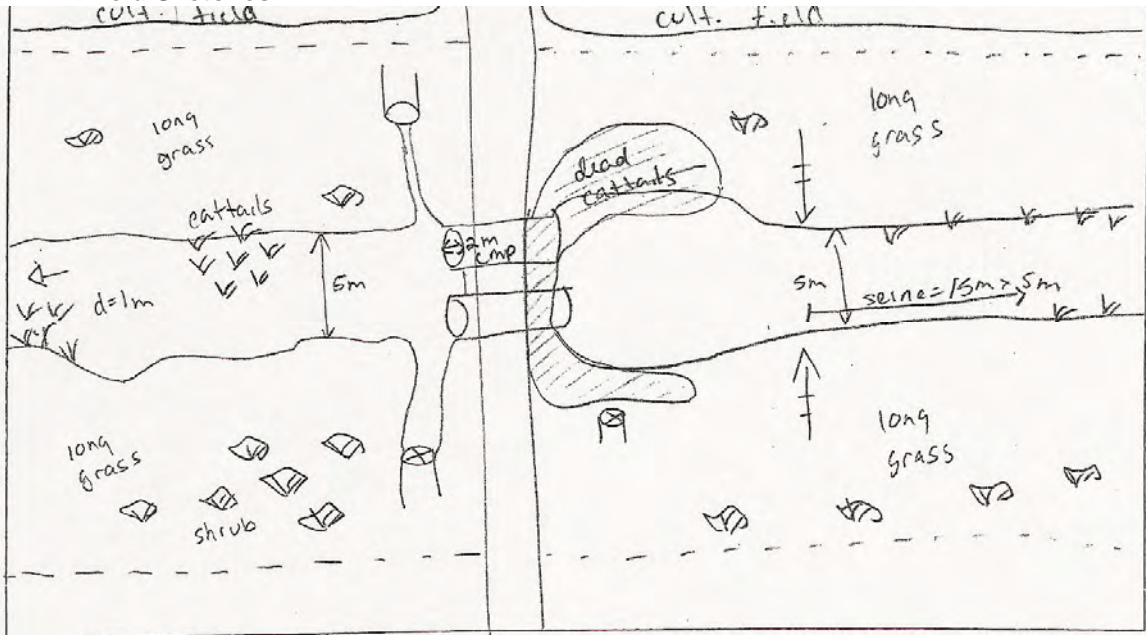 cult. field
cult. field
long
grass
long
grass
dead
cattails
cattails
2m
cmp
d=1m
5m
5m
seine=15m>5m
long
grass
long
grass
shrub